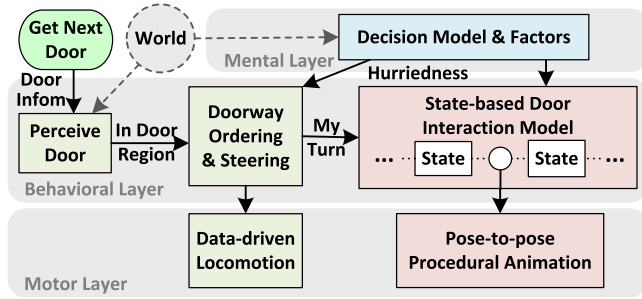 Get Next
Door
World
Decision Model & Factors
Mental Layer
Door
Infom
Hurriedness
Perceive
Door
In Door
Region
Doorway
Ordering
& Steering
My
Turn
State-based Door
Interaction Model
... State State ...
Behavioral Layer
Data-driven
Locomotion
Pose-to-pose
Procedural Animation
Motor Layer